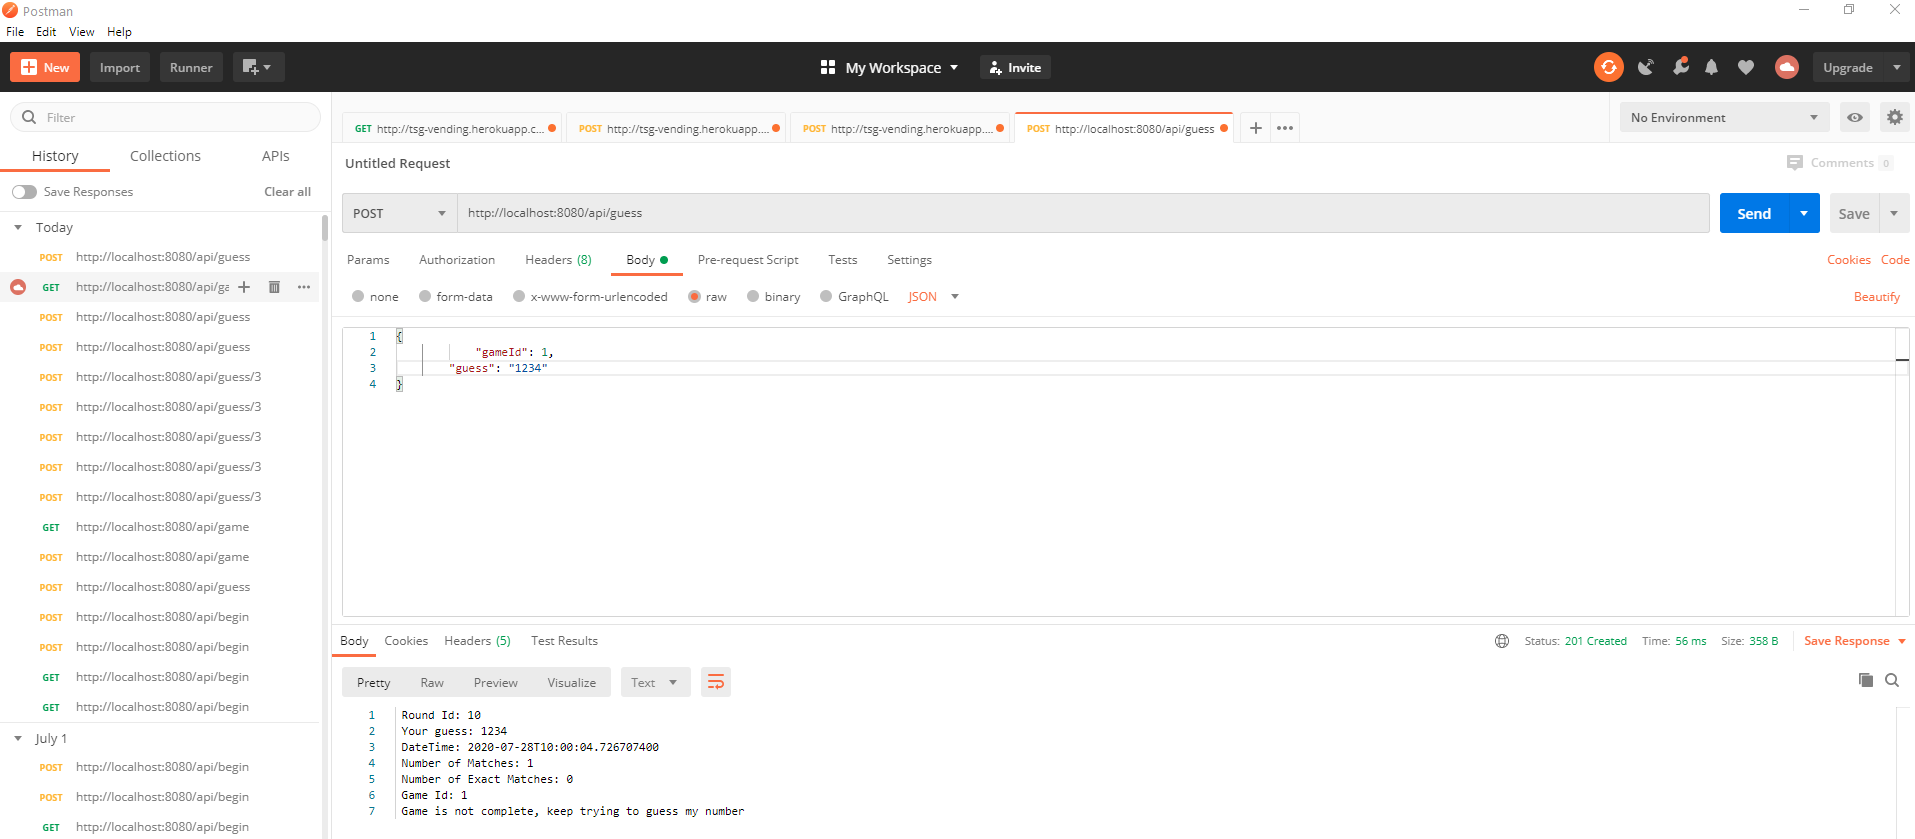 Postman
File Edit View Help
New Import Runner My Workspace Invite Upgrade
Filter
History Collections APIs
Save Responses Clear all
Today
POST http://localhost:8080/api/guess
GET http://localhost:8080/api/ga
POST http://localhost:8080/api/guess
POST http://localhost:8080/api/guess
POST http://localhost:8080/api/guess/3
POST http://localhost:8080/api/guess/3
POST http://localhost:8080/api/guess/3
POST http://localhost:8080/api/guess/3
POST http://localhost:8080/api/guess/3
GET http://localhost:8080/api/game
POST http://localhost:8080/api/game
POST http://localhost:8080/api/guess
POST http://localhost:8080/api/begin
POST http://localhost:8080/api/begin
GET http://localhost:8080/api/begin
GET http://localhost:8080/api/begin
July 1
POST http://localhost:8080/api/begin
POST http://localhost:8080/api/begin
GET http://localhost:8080/api/begin
GET http://tsg-vending.herokuapp.c... POST http://tsg-vending.herokuapp.... POST http://tsg-vending.herokuapp.... POST http://localhost:8080/api/guess
No Environment
Untitled Request Comments 0
POST http://localhost:8080/api/guess Send Save
Params Authorization Headers (8) Body Pre-request Script Tests Settings Cookies Code
none form-data x-www-form-urlencoded raw binary GraphQL JSON Beautify
1 {
2 "gameId": 1,
3 "guess": "1234"
4 }
Body Cookies Headers (5) Test Results Status: 201 Created Time: 56 ms Size: 358 B Save Response
Pretty Raw Preview Visualize Text
1 Round Id: 10
2 Your guess: 1234
3 DateTime: 2020-07-28T10:00:04.726707400
4 Number of Matches: 1
5 Number of Exact Matches: 0
6 Game Id: 1
7 Game is not complete, keep trying to guess my number